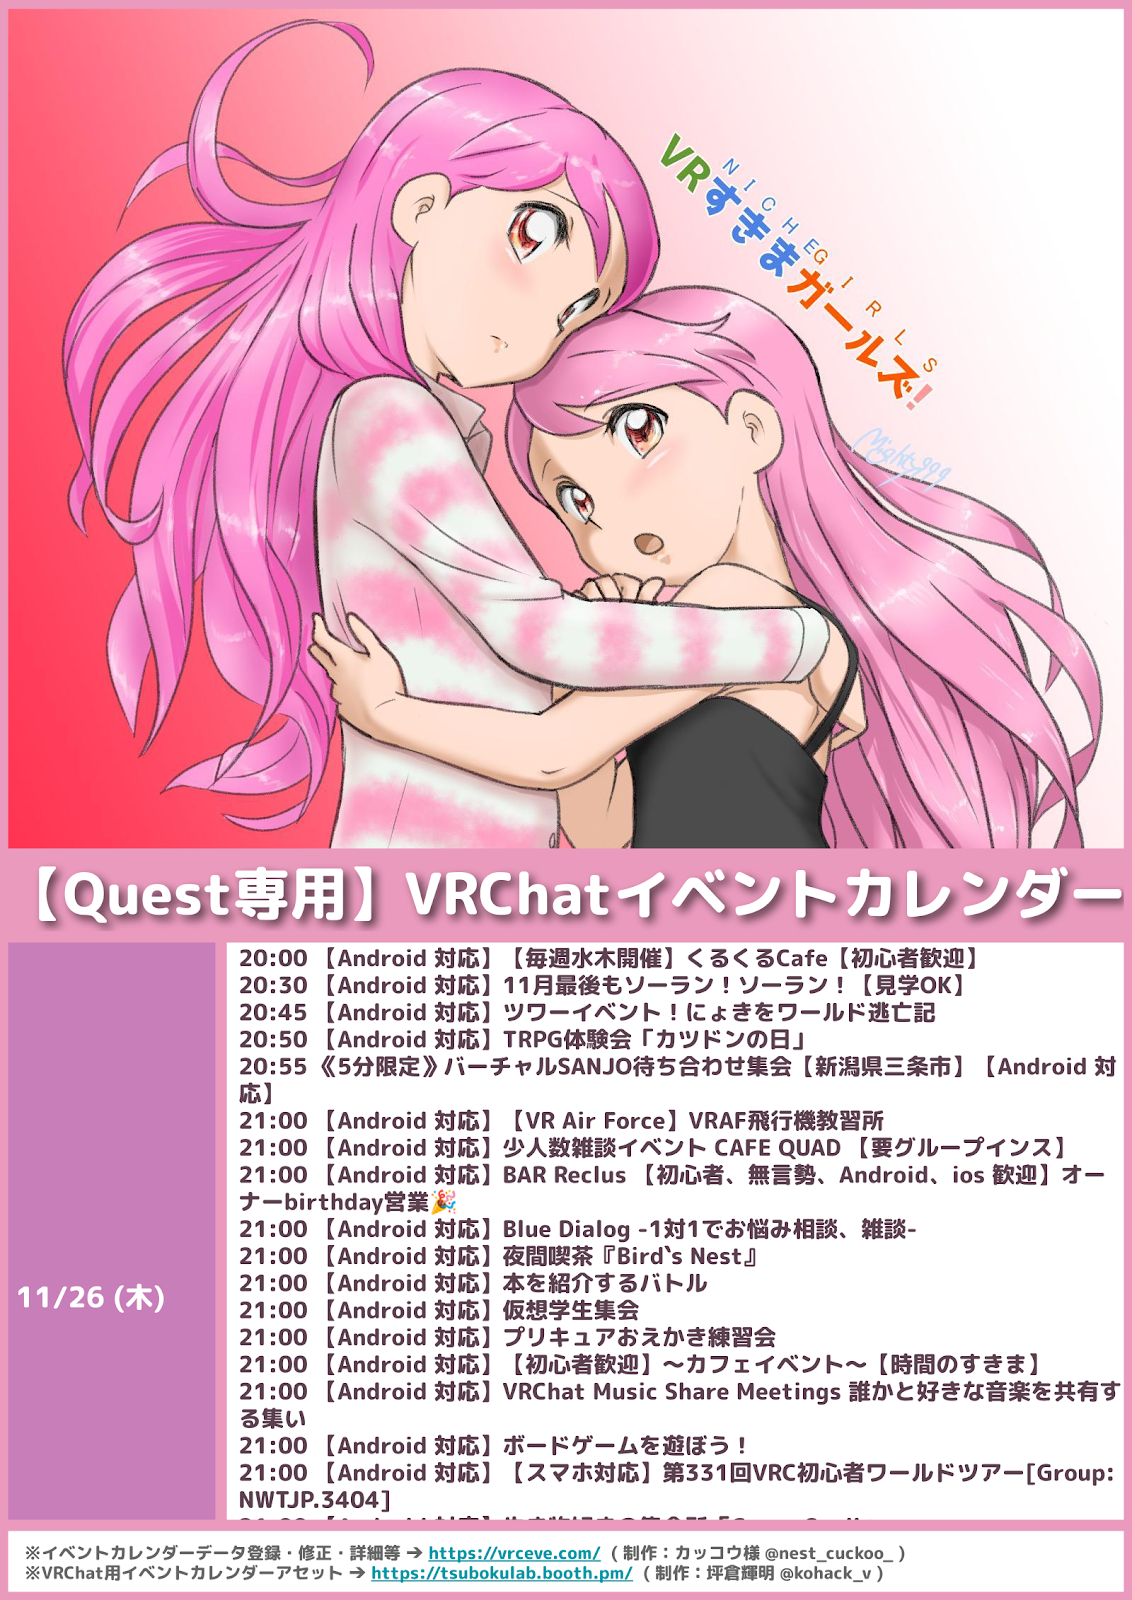 VRすきまガールズ!
NICHE GIRLS
Mighty999
【Quest専用】VRChatイベントカレンダー
11/26 (木)
20:00 【Android 対応】【毎週水木開催】くるくるCafe【初心者歓迎】
20:30 【Android 対応】11月最後もソーラン！ソーラン！【見学OK】
20:45 【Android 対応】ツワーイベント！にょきをワールド逃亡記
20:50 【Android 対応】TRPG体験会「カツドンの日」
20:55 《5分限定》バーチャルSANJO待ち合わせ集会【新潟県三条市】【Android 対
応】
21:00 【Android 対応】【VR Air Force】VRAF飛行機教習所
21:00 【Android 対応】少人数雑談イベント CAFE QUAD 【要グループインス】
21:00 【Android 対応】BAR Reclus 【初心者、無言勢、Android、ios 歓迎】オー
ナーbirthday営業🎉
21:00 【Android 対応】Blue Dialog -1対1でお悩み相談、雑談-
21:00 【Android 対応】夜間喫茶『Bird‵s Nest』
21:00 【Android 対応】本を紹介するバトル
21:00 【Android 対応】仮想学生集会
21:00 【Android 対応】プリキュアおえかき練習会
21:00 【Android 対応】【初心者歓迎】～カフェイベント～【時間のすきま】
21:00 【Android 対応】VRChat Music Share Meetings 誰かと好きな音楽を共有す
る集い
21:00 【Android 対応】ボードゲームを遊ぼう！
21:00 【Android 対応】【スマホ対応】第331回VRC初心者ワールドツアー[Group:
NWTJP.3404]
※イベントカレンダーデータ登録・修正・詳細等 ➔ https://vrceve.com/ ( 制作：カッコウ様 @nest_cuckoo_ )
※VRChat用イベントカレンダーアセット ➔ https://tsubokulab.booth.pm/ ( 制作：坪倉輝明 @kohack_v )